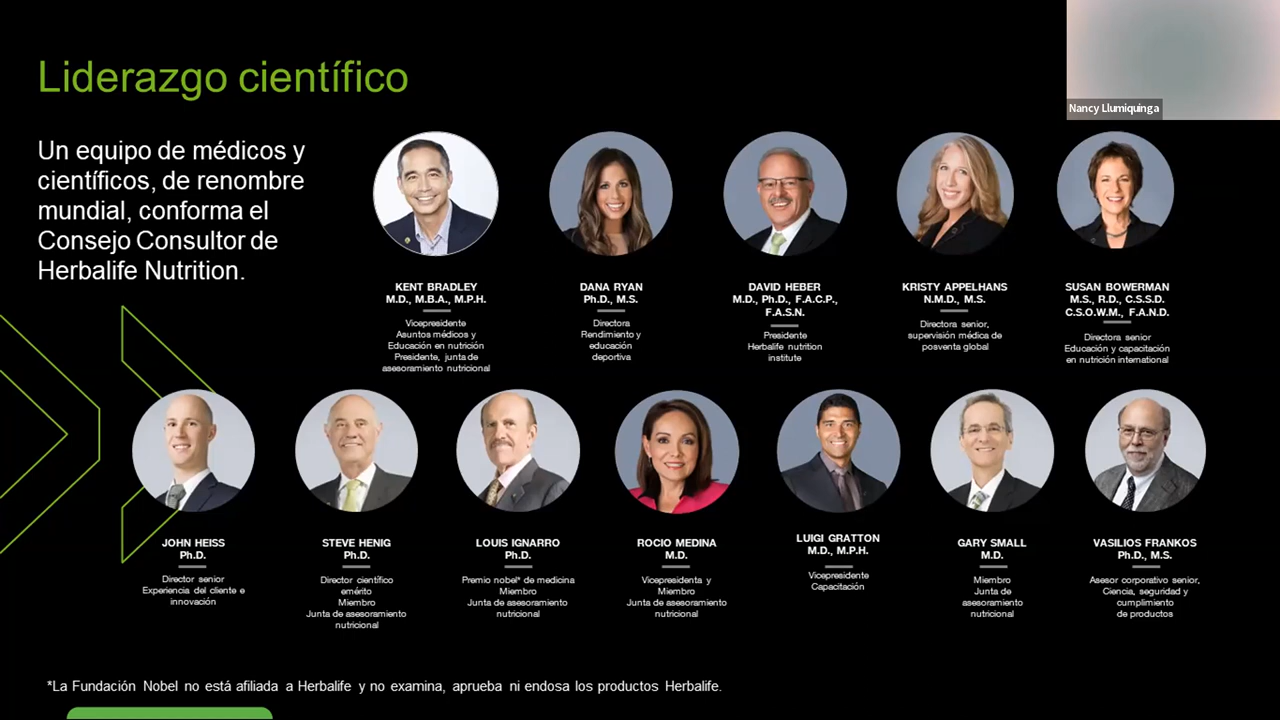 Liderazgo científico
Nancy Llumiquinga
Un equipo de médicos y
científicos, de renombre
mundial, conforma el
Consejo Consultor de
Herbalife Nutrition.
KENT BRADLEY
M.D., M.B.A., M.P.H.
Vicepresidente
Asuntos médicos y
Educación en nutrición
Presidente, junta de
asesoramiento nutricional
DANA RYAN
Ph.D., M.S.
Directora
Rendimiento y
educación
deportiva
DAVID HEBER
M.D., Ph.D., F.A.C.P.,
F.A.S.N.
Presidente
Herbalife nutrition
institute
KRISTY APPELHANS
N.M.D., M.S.
Directora senior,
supervisión médica de
posventa global
SUSAN BOWERMAN
M.S., R.D., C.S.S.D.
C.S.O.W.M., F.A.N.D.
Directora senior
Educación y capacitación
en nutrición international
JOHN HEISS
Ph.D.
Director senior
Experiencia del cliente e
innovación
STEVE HENIG
Ph.D.
Director científico
emérito
Miembro
Junta de asesoramiento
nutricional
LOUIS IGNARRO
Ph.D.
Premio nobel* de medicina
Miembro
Junta de asesoramiento
nutricional
ROCIO MEDINA
M.D.
Vicepresidenta y
Miembro
Junta de asesoramiento
nutricional
LUIGI GRATTON
M.D., M.P.H.
Vicepresidente
Capacitación
GARY SMALL
M.D.
Miembro
Junta de
asesoramiento
nutricional
VASILIOS FRANKOS
Ph.D., M.S.
Asesor corporativo senior,
Ciencia, seguridad y
cumplimiento
de productos
*La Fundación Nobel no está afiliada a Herbalife y no examina, aprueba ni endosa los productos Herbalife.